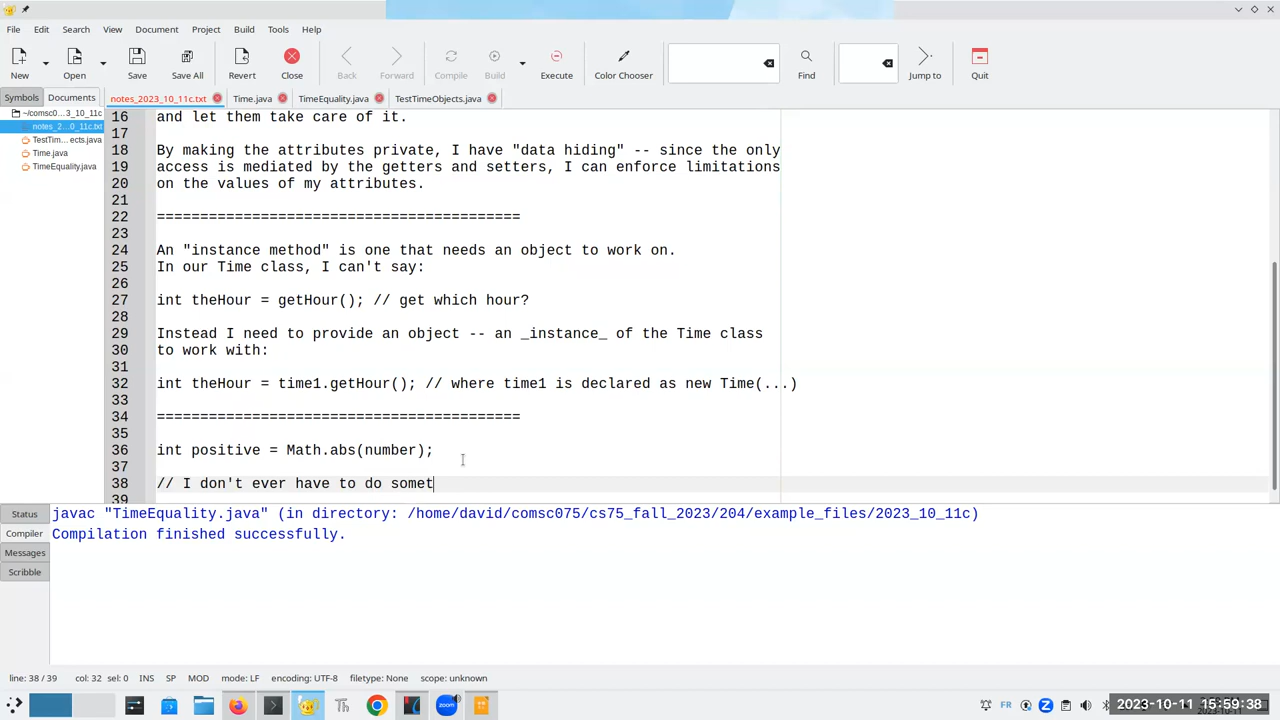 File Edit Search View Document Project Build Tools Help
New Open Save Save All Revert Close Back Forward Compile Build Execute Color Chooser Find Jump to Quit
Symbols Documents notes_2023_10_11c.txt Time.java TimeEquality.java TestTimeObjects.java
~/comsc0...3_10_11c
notes_2...0_11c.txt
TestTim...ects.java
Time.java
TimeEquality.java
16 and let them take care of it.
17
18 By making the attributes private, I have "data hiding" -- since the only
19 access is mediated by the getters and setters, I can enforce limitations
20 on the values of my attributes.
21
22 ==========================================
23
24 An "instance method" is one that needs an object to work on.
25 In our Time class, I can't say:
26
27 int theHour = getHour(); // get which hour?
28
29 Instead I need to provide an object -- an _instance_ of the Time class
30 to work with:
31
32 int theHour = time1.getHour(); // where time1 is declared as new Time(...)
33
34 ==========================================
35
36 int positive = Math.abs(number);
37
38 // I don't ever have to do somet
39
Status
Compiler
Messages
Scribble
javac "TimeEquality.java" (in directory: /home/david/comsc075/cs75_fall_2023/204/example_files/2023_10_11c)
Compilation finished successfully.
line: 38 / 39 col: 32 sel: 0 INS SP MOD mode: LF encoding: UTF-8 filetype: None scope: unknown
Th zoom FR Z 2023-10-11 15:59:38